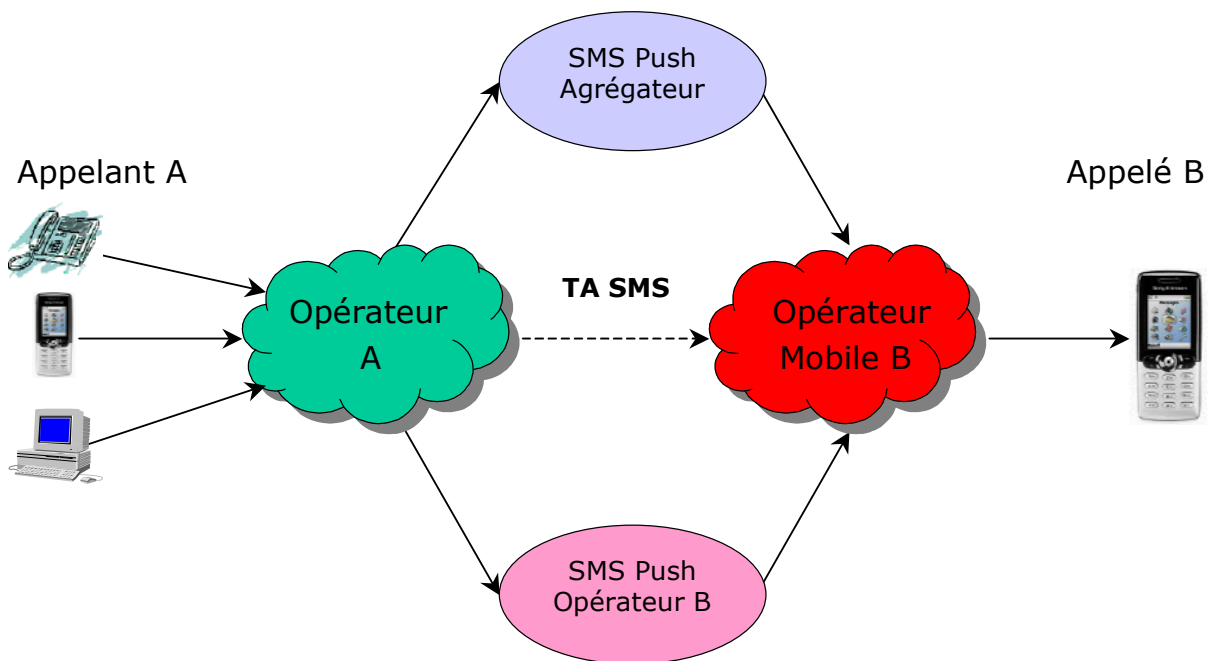 SMS Push
Agrégateur
Appelant A
Appelé B
TA SMS
Opérateur
A
Opérateur
Mobile B
SMS Push
Opérateur B